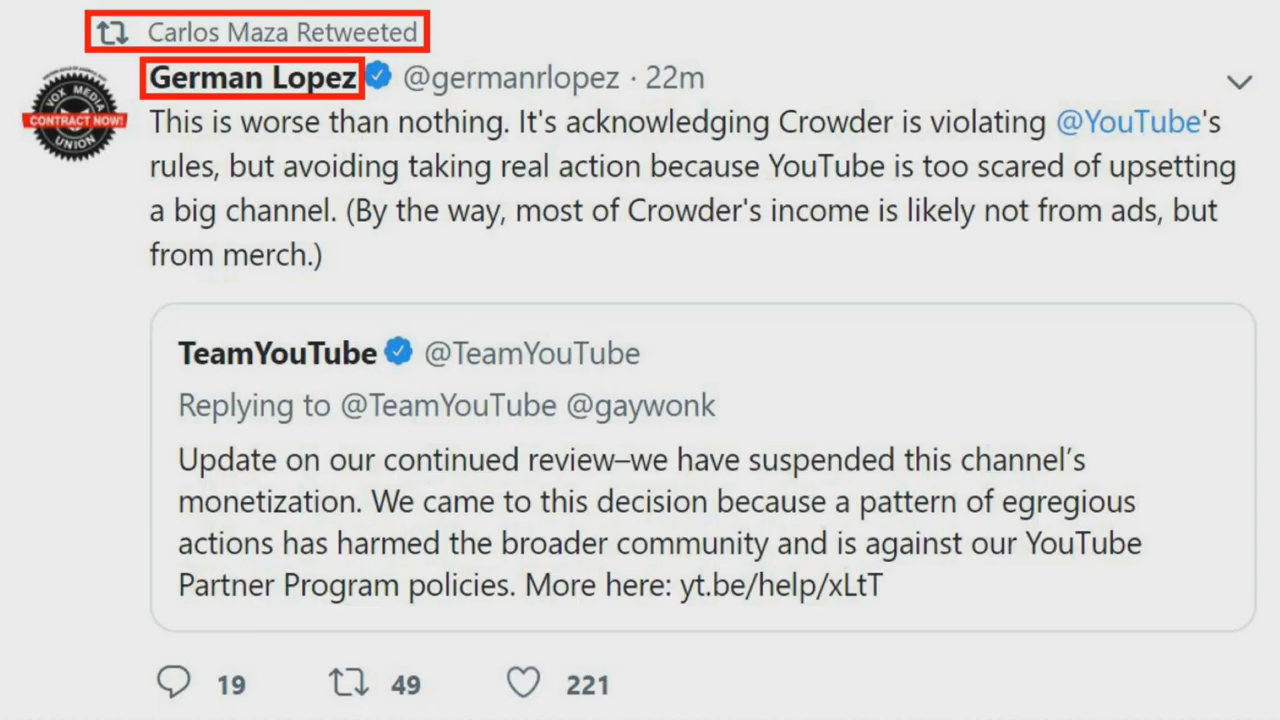 Carlos Maza Retweeted
German Lopez @germanrlopez · 22m
VOX MEDIA
CONTRACT NOW!
UNION
This is worse than nothing. It's acknowledging Crowder is violating @YouTube's
rules, but avoiding taking real action because YouTube is too scared of upsetting
a big channel. (By the way, most of Crowder's income is likely not from ads, but
from merch.)
TeamYouTube @TeamYouTube
Replying to @TeamYouTube @gaywonk
Update on our continued review–we have suspended this channel’s
monetization. We came to this decision because a pattern of egregious
actions has harmed the broader community and is against our YouTube
Partner Program policies. More here: yt.be/help/xLtT
19 49 221